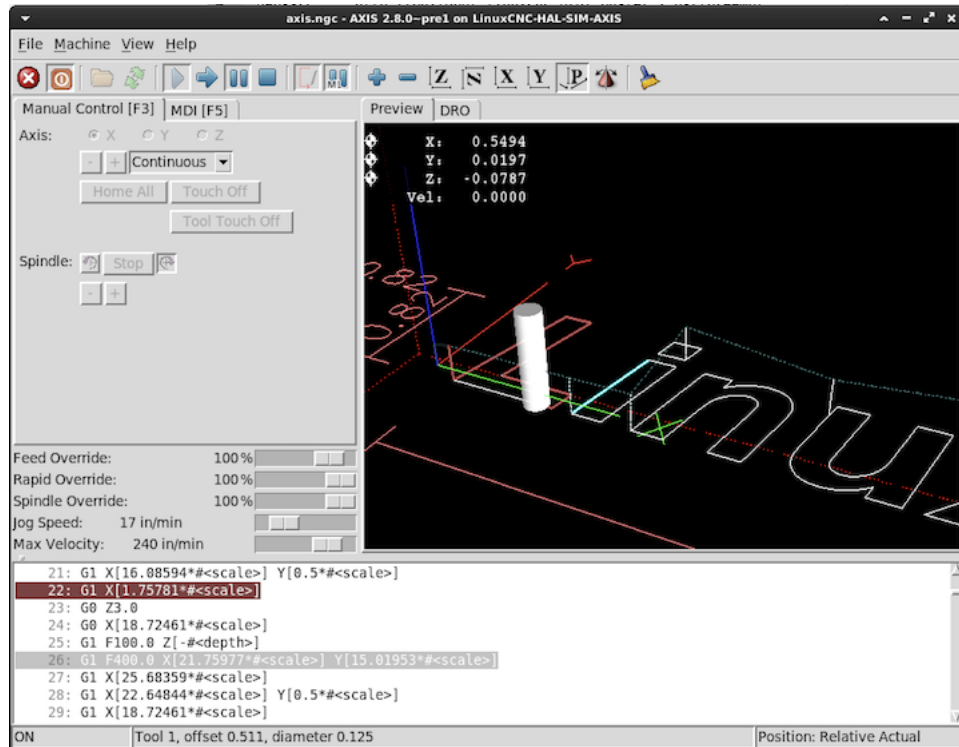 axis.ngc - AXIS 2.8.0~pre1 on LinuxCNC-HAL-SIM-AXIS
File Machine View Help
Z N X Y P
Manual Control [F3] MDI [F5] Preview DRO
Axis: X Y Z
- + Continuous
Home All Touch Off
Tool Touch Off
Spindle: Stop
- +
X: 0.5494
Y: 0.0197
Z: -0.0787
Vel: 0.0000
Y
X
Linu
Feed Override: 100%
Rapid Override: 100%
Spindle Override: 100%
Jog Speed: 17 in/min
Max Velocity: 240 in/min
21: G1 X[16.08594*#<scale>] Y[0.5*#<scale>]
22: G1 X[1.75781*#<scale>]
23: G0 Z3.0
24: G0 X[18.72461*#<scale>]
25: G1 F100.0 Z[-#<depth>]
26: G1 F400.0 X[21.75977*#<scale>] Y[15.01953*#<scale>]
27: G1 X[25.68359*#<scale>]
28: G1 X[22.64844*#<scale>] Y[0.5*#<scale>]
29: G1 X[18.72461*#<scale>]
ON Tool 1, offset 0.511, diameter 0.125 Position: Relative Actual